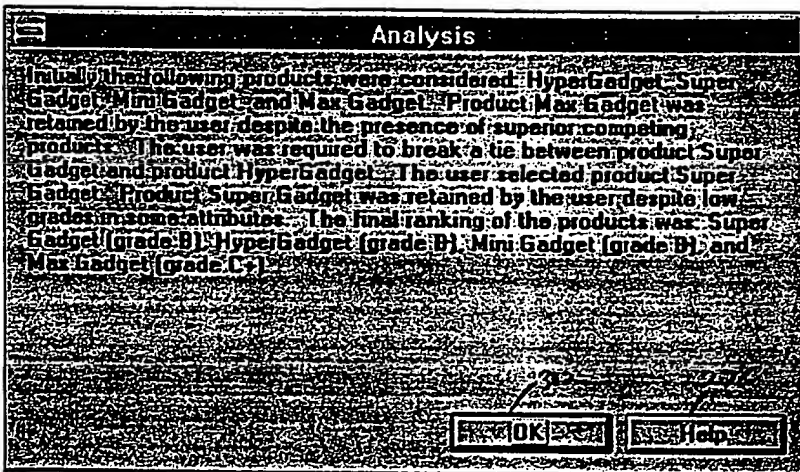 Analysis
Initially the following products were considered: HyperGadget, Super
Gadget, Mini Gadget, and Max Gadget. Product Max Gadget was
retained by the user despite the presence of superior competing
products. The user was required to break a tie between product Super
Gadget and product HyperGadget. The user selected product Super
Gadget. Product Super Gadget was retained by the user despite low
grades in some attributes. The final ranking of the products was: Super
Gadget (grade B), HyperGadget (grade B), Mini Gadget (grade B), and
Max Gadget (grade C+).
OK
Help